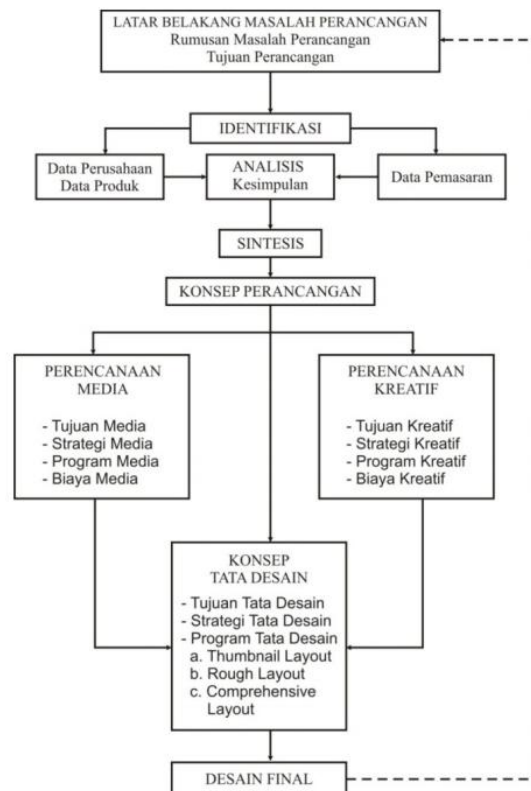 LATAR BELAKANG MASALAH PERANCANGAN
Rumusan Masalah Perancangan
Tujuan Perancangan
IDENTIFIKASI
Data Perusahaan
Data Produk
ANALISIS
Kesimpulan
Data Pemasaran
SINTESIS
KONSEP PERANCANGAN
PERENCANAAN
MEDIA
- Tujuan Media
- Strategi Media
- Program Media
- Biaya Media
PERENCANAAN
KREATIF
- Tujuan Kreatif
- Strategi Kreatif
- Program Kreatif
- Biaya Kreatif
KONSEP
TATA DESAIN
- Tujuan Tata Desain
- Strategi Tata Desain
- Program Tata Desain
a. Thumbnail Layout
b. Rough Layout
c. Comprehensive
Layout
DESAIN FINAL